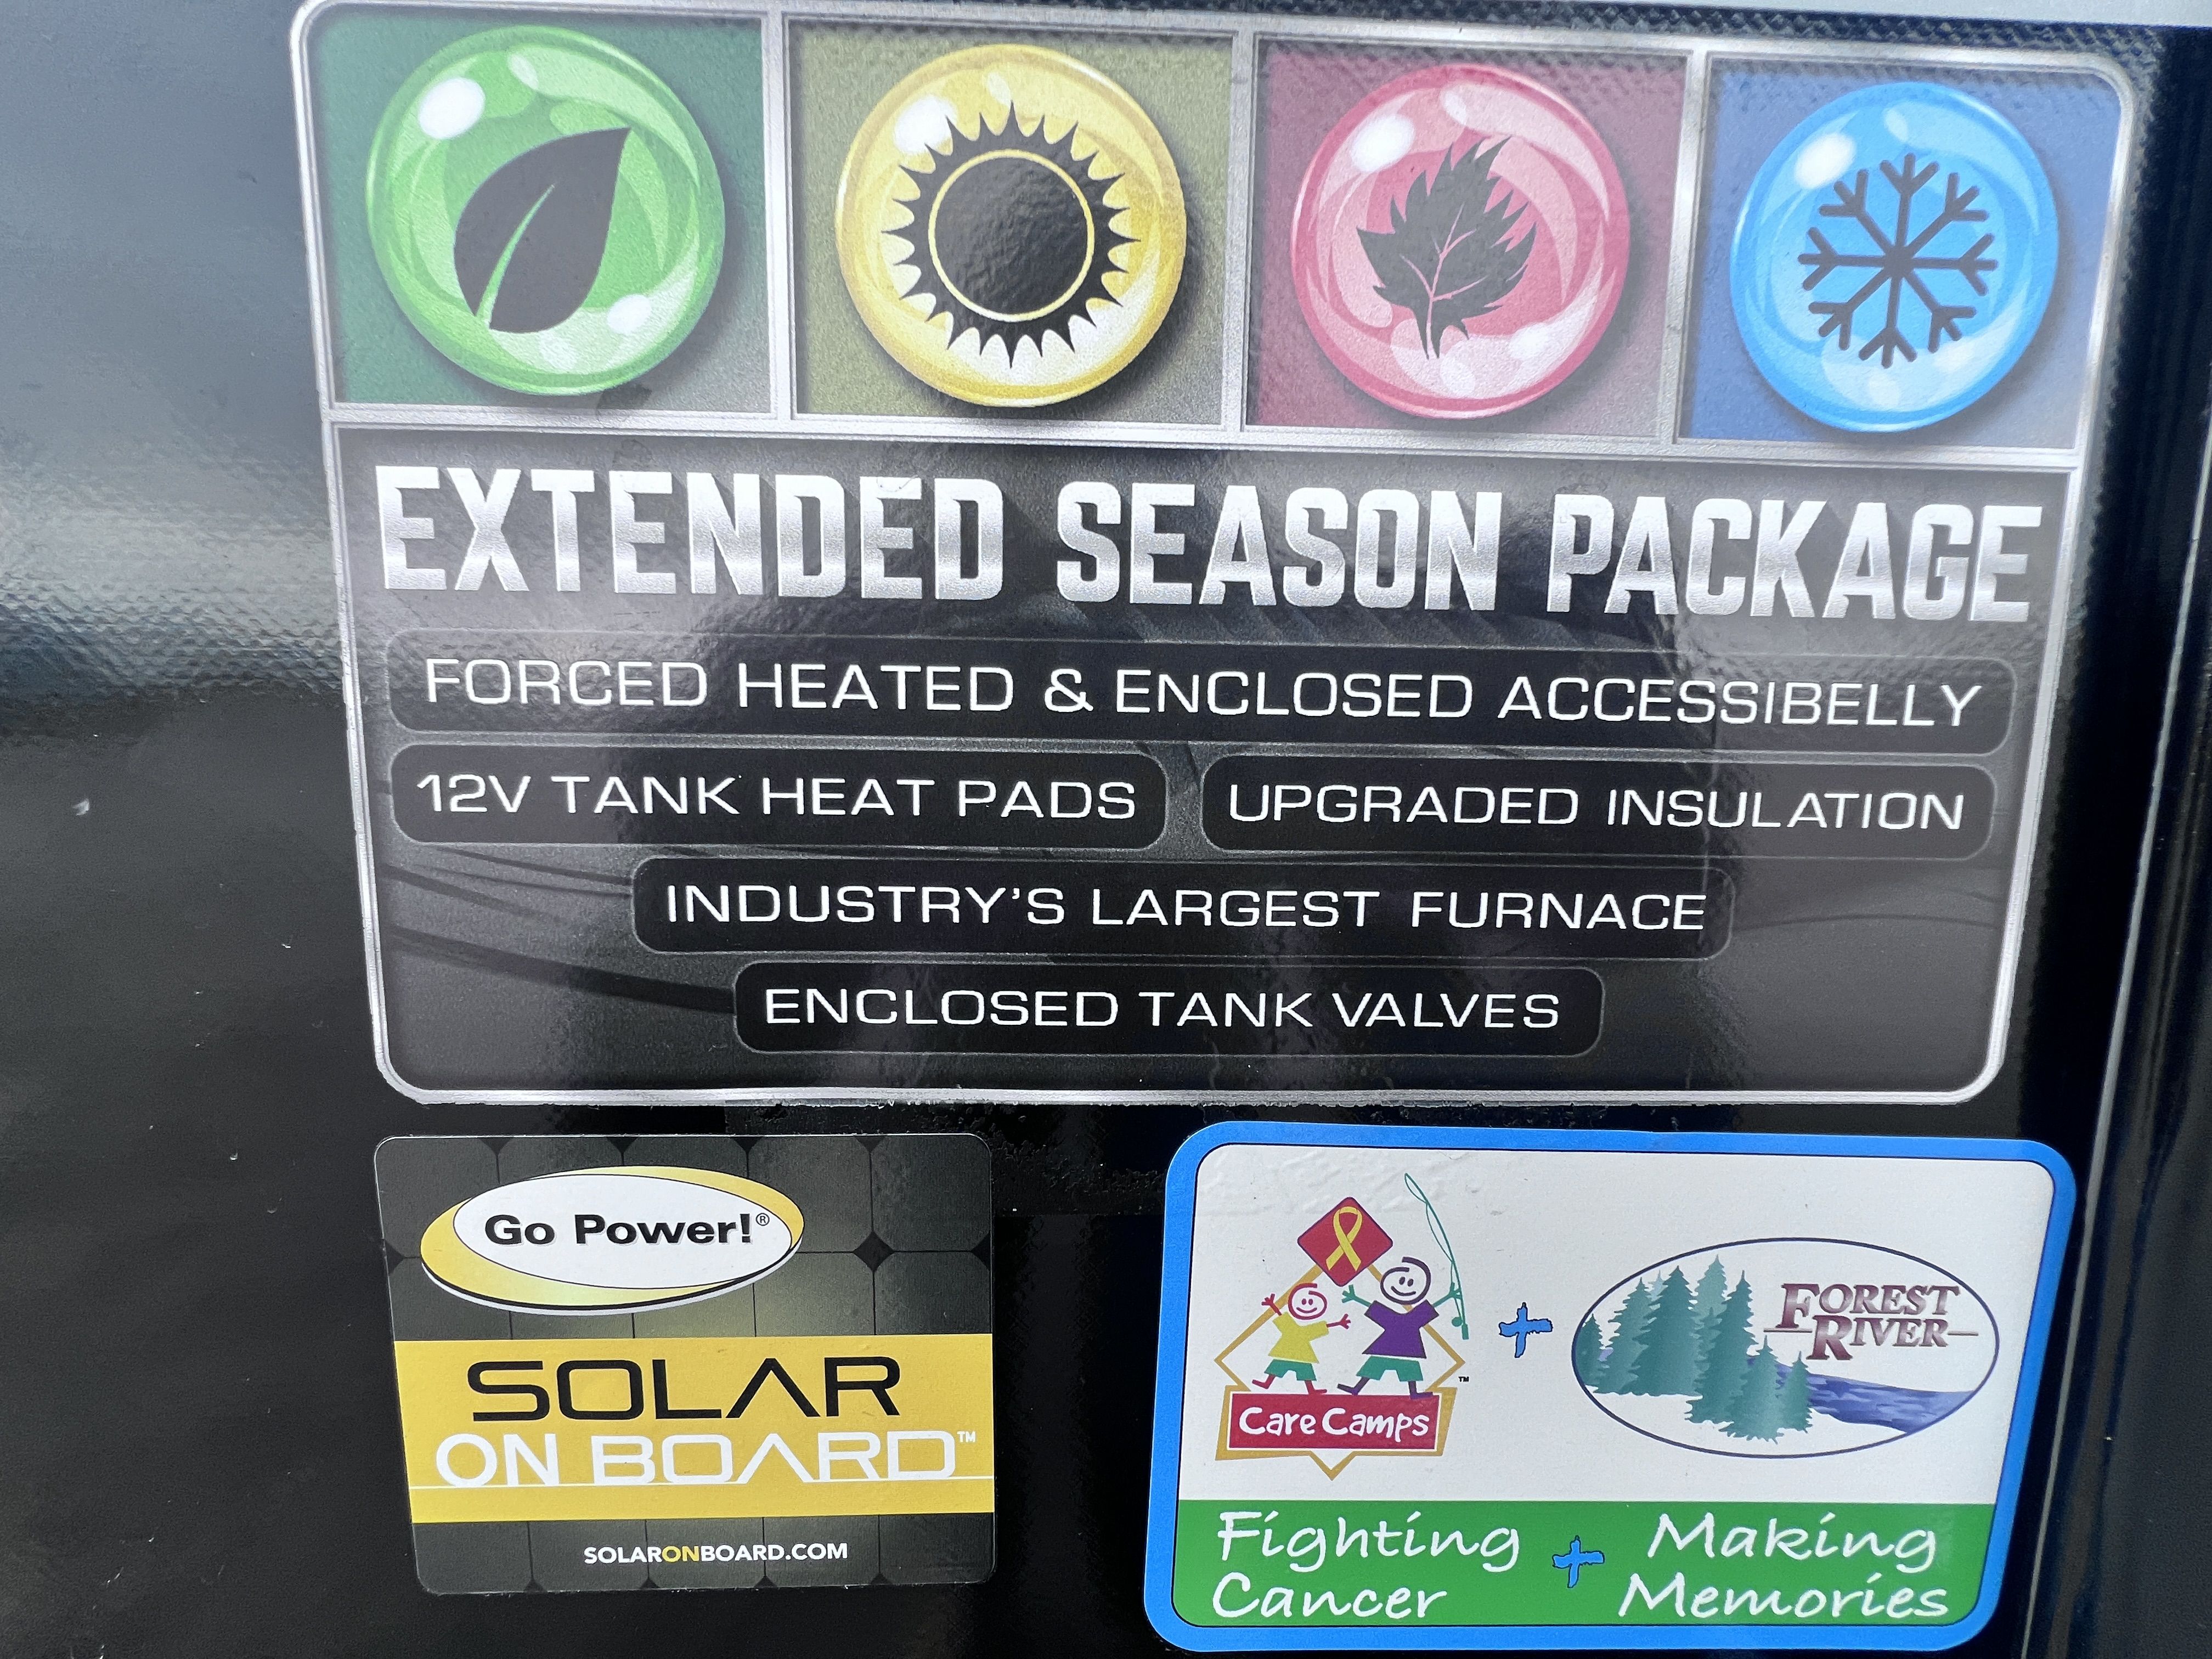 EXTENDED SEASON PACKAGE
FORCED HEATED & ENCLOSED ACCESSIBELLY
12V TANK HEAT PADS
UPGRADED INSULATION
INDUSTRY'S LARGEST FURNACE
ENCLOSED TANK VALVES
Go Power!®
SOLAR
ON BOARD™
SOLARONBOARD.COM
Care Camps™
+
FOREST
RIVER
Fighting
Cancer
+
Making
Memories